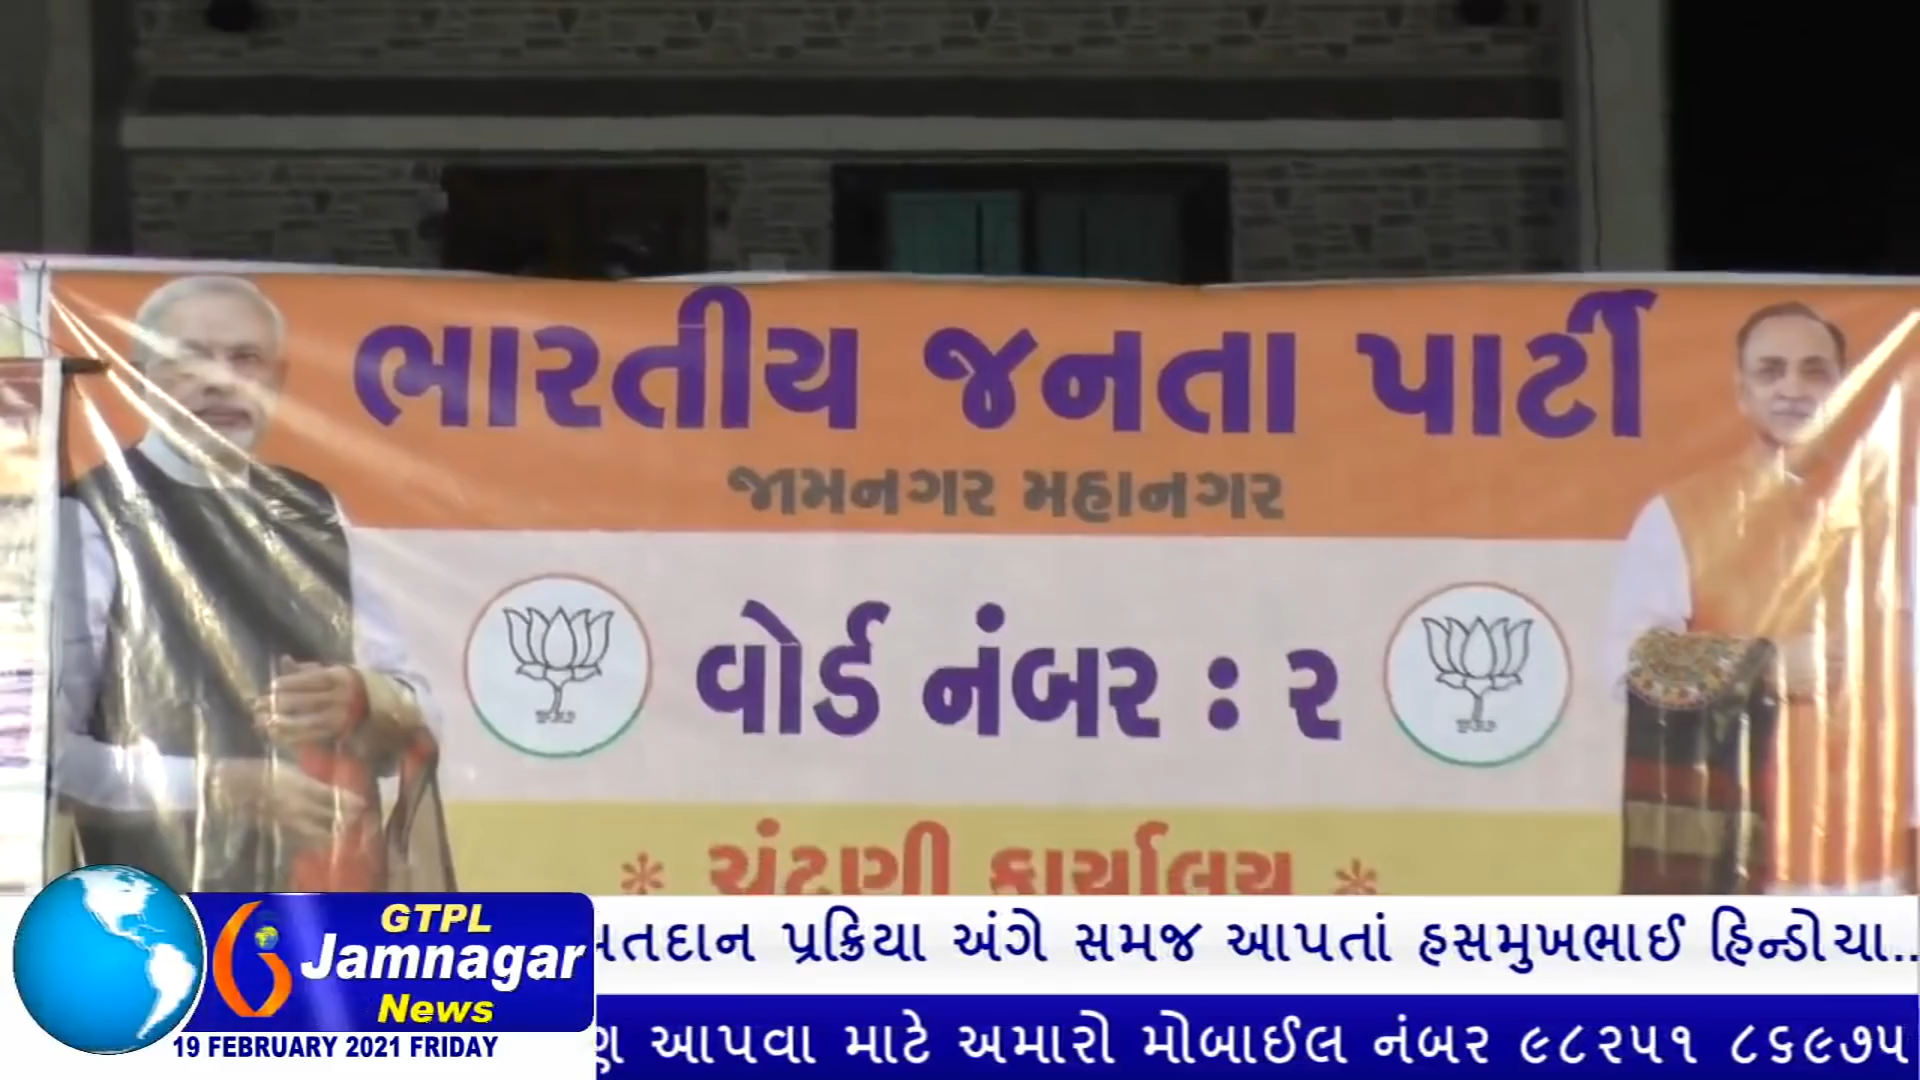 ભારતીય જનતા પાર્ટી
જામનગર મહાનગર
વોર્ડ નંબર : ૨
* ચૂંટણી કાર્યાલય *
GTPL
Jamnagar
News
19 FEBRUARY 2021 FRIDAY
મતદાન પ્રક્રિયા અંગે સમજ આપતાં હસમુખભાઈ હિન્ડોચા..
આપવા માટે અમારો મોબાઈલ નંબર ૯૮૨૫૧ ૮૬૯૭૫